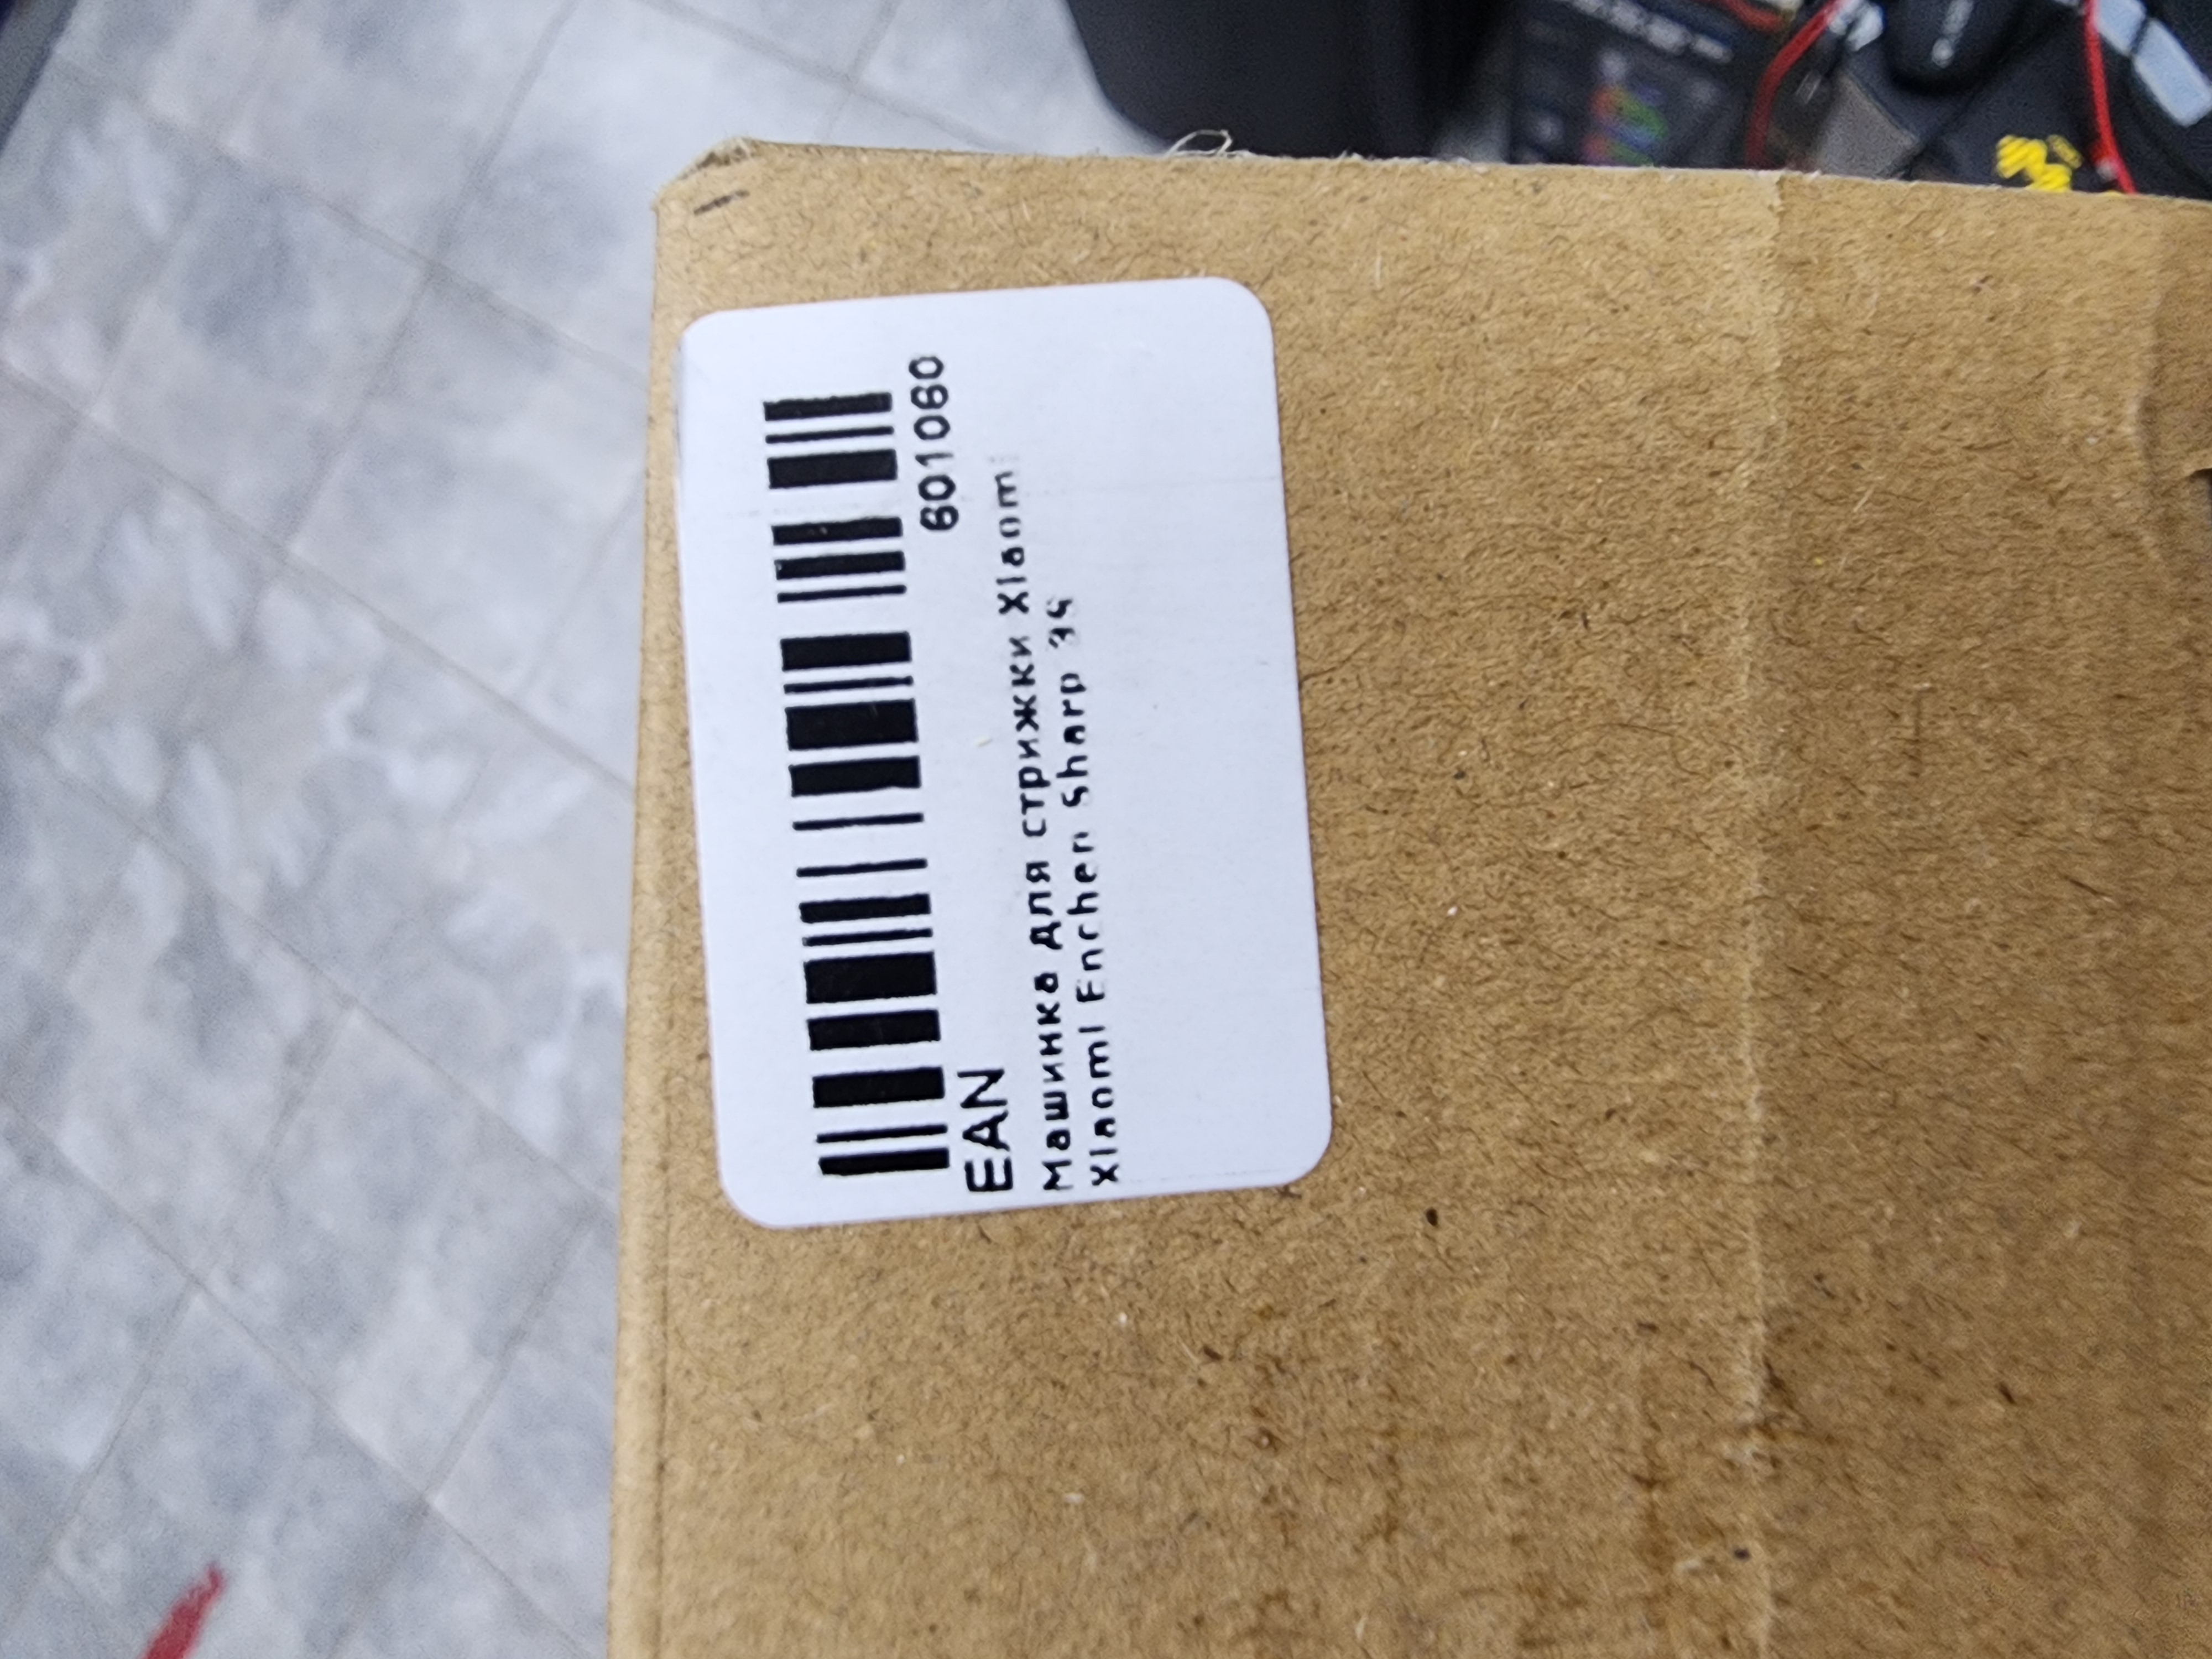 601060
EAN
Машинка для стрижки Xiaomi
Xiaomi Enchen Sharp 3S